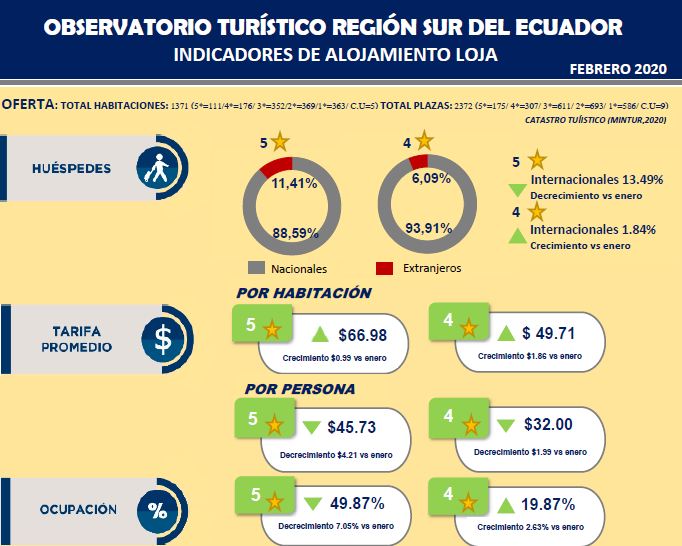 OBSERVATORIO TURÍSTICO REGIÓN SUR DEL ECUADOR
INDICADORES DE ALOJAMIENTO LOJA
FEBRERO 2020
OFERTA: TOTAL HABITACIONES: 1371 (5*=111/4*=176/ 3*=352/2*=369/1*=363/ C.U=5) TOTAL PLAZAS: 2372 (5*=175/ 4*=307/ 3*=611/ 2*=693/ 1*=586/ C.U=9)
CATASTRO TUÍISTICO (MINTUR,2020)
HUÉSPEDES
5
11,41%
88,59%
4
6,09%
93,91%
Nacionales
Extranjeros
5
Internacionales 13.49%
Decrecimiento vs enero
4
Internacionales 1.84%
Crecimiento vs enero
TARIFA
PROMEDIO
$
POR HABITACIÓN
5
$66.98
Crecimiento $0.99 vs enero
4
$ 49.71
Crecimiento $1.86 vs enero
POR PERSONA
5
$45.73
Decrecimiento $4.21 vs enero
4
$32.00
Decrecimiento $1.99 vs enero
OCUPACIÓN
%
5
49.87%
Decrecimiento 7.05% vs enero
4
19.87%
Crecimiento 2.63% vs enero